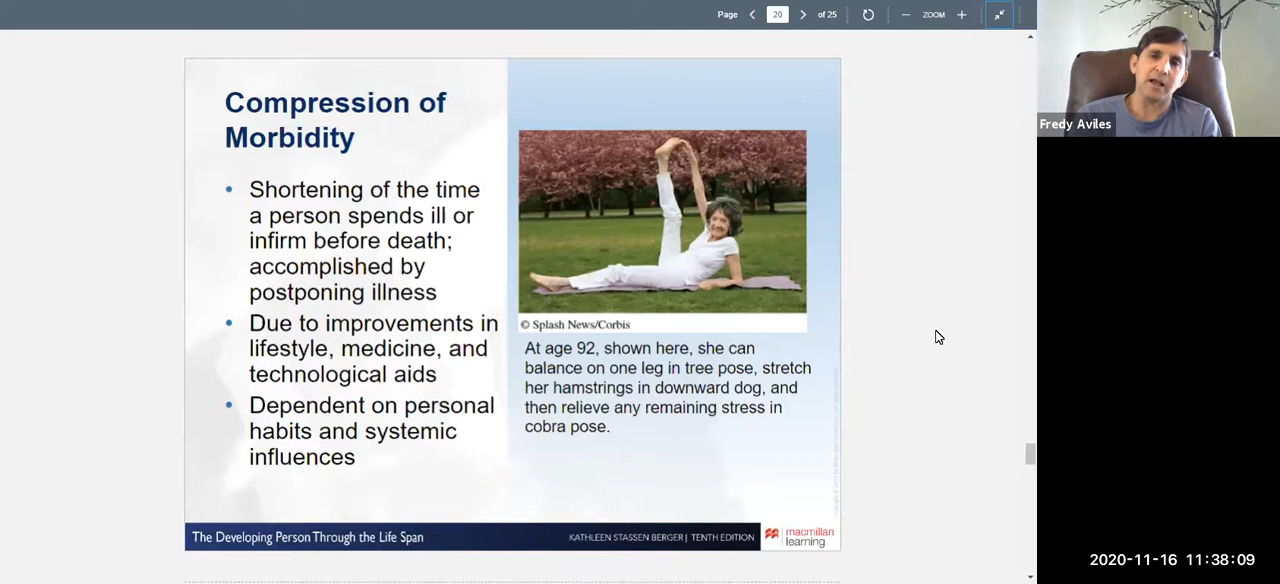 Page 20 of 25 ZOOM
Fredy Aviles
Compression of
Morbidity
• Shortening of the time
a person spends ill or
infirm before death;
accomplished by
postponing illness
• Due to improvements in
lifestyle, medicine, and
technological aids
• Dependent on personal
habits and systemic
influences
© Splash News/Corbis
At age 92, shown here, she can
balance on one leg in tree pose, stretch
her hamstrings in downward dog, and
then relieve any remaining stress in
cobra pose.
The Developing Person Through the Life Span
KATHLEEN STASSEN BERGER | TENTH EDITION
macmillan
learning
2020-11-16 11:38:09